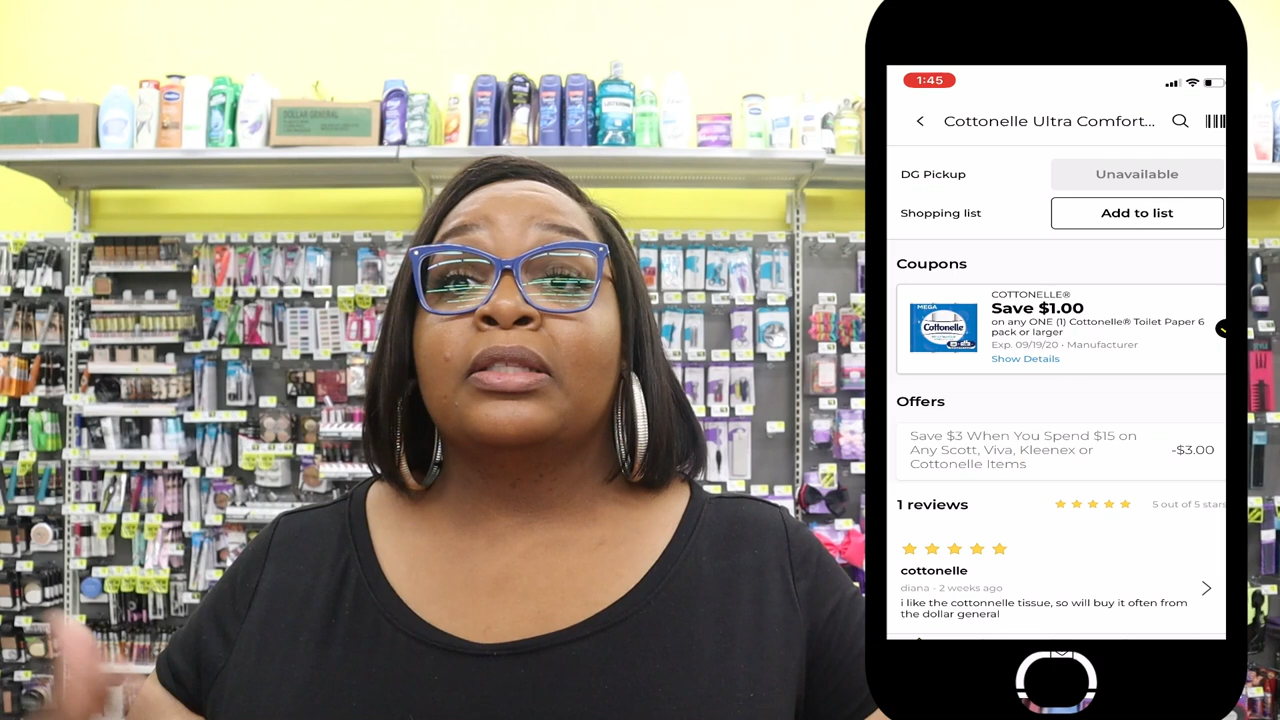 DOLLAR GENERAL
LISTERINE
1:45
Cottonelle Ultra Comfort...
DG Pickup
Unavailable
Shopping list
Add to list
Coupons
MEGA
Cottonelle
COTTONELLE®
Save $1.00
on any ONE (1) Cottonelle® Toilet Paper 6
pack or larger
Exp. 09/19/20 • Manufacturer
Show Details
Offers
Save $3 When You Spend $15 on
Any Scott, Viva, Kleenex or
Cottonelle Items
-$3.00
1 reviews
5 out of 5 stars
cottonelle
diana - 2 weeks ago
i like the cottonnelle tissue, so will buy it often from
the dollar general